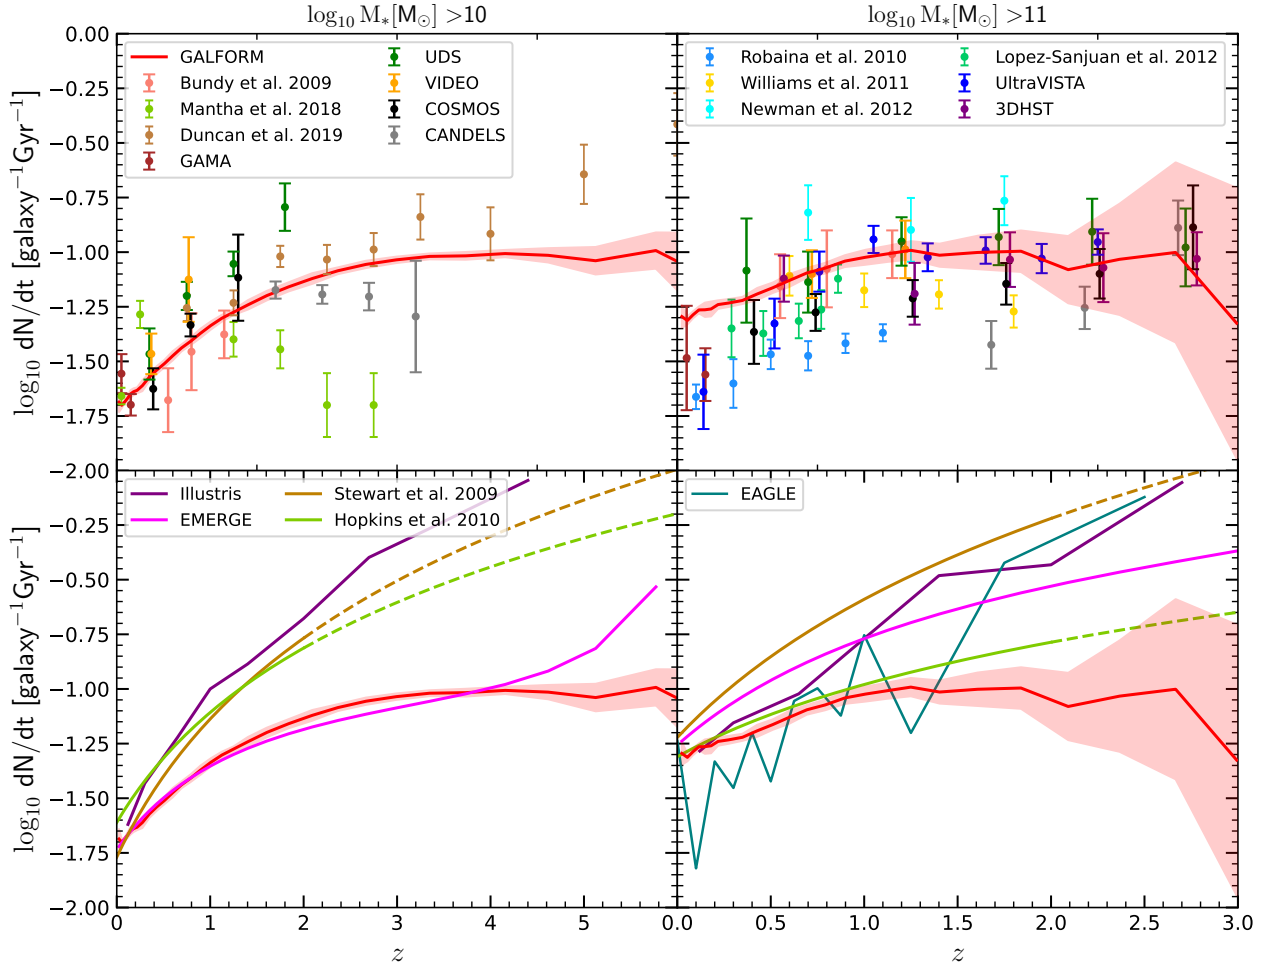 log₁₀ M*[M⊙] >10
log₁₀ M*[M⊙] >11
log₁₀ dN/dt [galaxy⁻¹Gyr⁻¹]
0.00
−0.25
−0.50
−0.75
−1.00
−1.25
−1.50
−1.75
−2.00
GALFORM
Bundy et al. 2009
Mantha et al. 2018
Duncan et al. 2019
GAMA
UDS
VIDEO
COSMOS
CANDELS
Robaina et al. 2010
Williams et al. 2011
Newman et al. 2012
Lopez-Sanjuan et al. 2012
UltraVISTA
3DHST
log₁₀ dN/dt [galaxy⁻¹Gyr⁻¹]
−0.25
−0.50
−0.75
−1.00
−1.25
−1.50
−1.75
−2.00
Illustris
EMERGE
Stewart et al. 2009
Hopkins et al. 2010
EAGLE
0 1 2 3 4 5
0.0 0.5 1.0 1.5 2.0 2.5 3.0
z
z